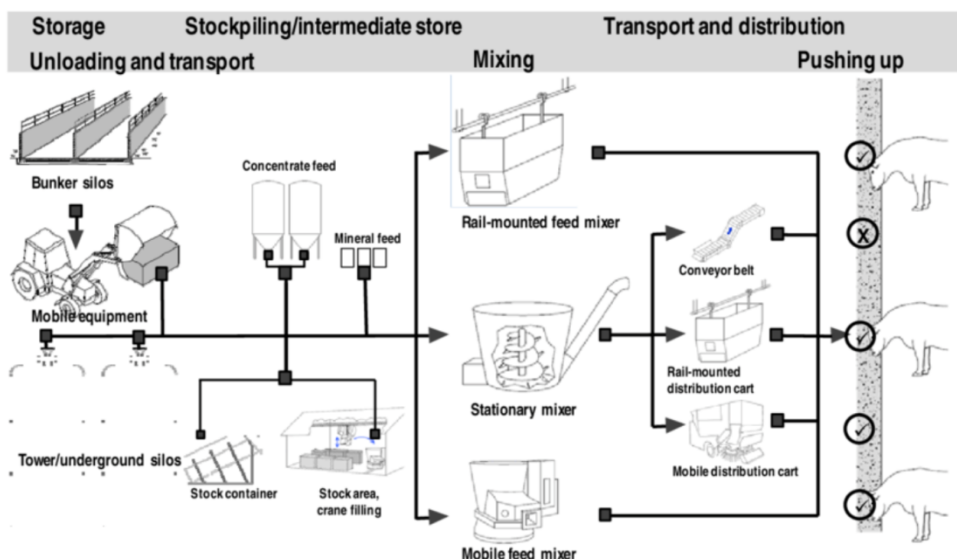 Storage
Stockpiling/intermediate store
Transport and distribution
Unloading and transport
Mixing
Pushing up
Bunker silos
Concentrate feed
Mineral feed
Rail-mounted feed mixer
Conveyor belt
Mobile equipment
Rail-mounted
distribution cart
Stationary mixer
Mobile distribution cart
Tower/underground silos
Stock container
Stock area,
crane filling
Mobile feed mixer
X